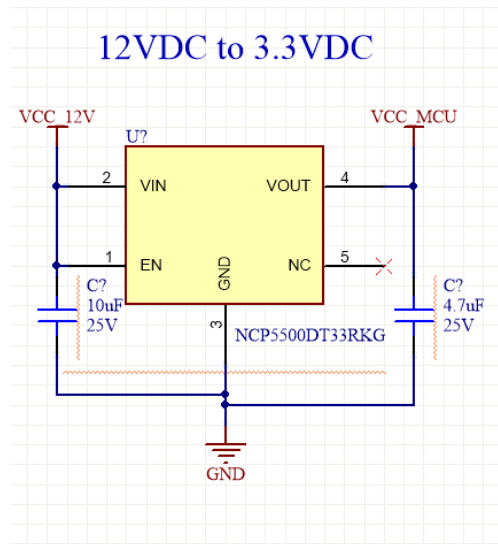 12VDC to 3.3VDC
VCC_12V
VCC_MCU
U?
2
VIN
VOUT
4
1
EN
GND
NC
5
C?
10uF
25V
3
NCP5500DT33RKG
C?
4.7uF
25V
GND